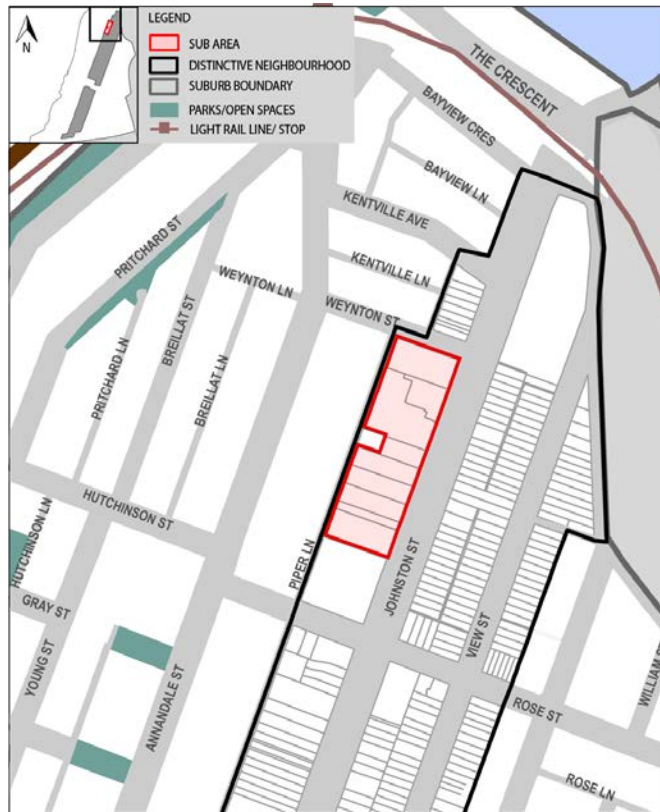 N
LEGEND
SUB AREA
DISTINCTIVE NEIGHBOURHOOD
SUBURB BOUNDARY
PARKS/OPEN SPACES
LIGHT RAIL LINE/ STOP
THE CRESCENT
BAYVIEW CRES
BAYVIEW LN
KENTVILLE AVE
KENTVILLE LN
PRITCHARD ST
WEYNTON LN
WEYNTON ST
BREILLAT ST
PRITCHARD LN
BREILLAT LN
HUTCHINSON ST
HUTCHINSON LN
PIPER LN
JOHNSTON ST
VIEW ST
GRAY ST
YOUNG ST
ANNANDALE ST
ROSE ST
ROSE LN